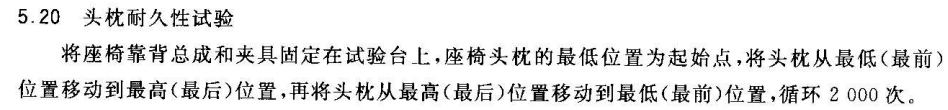 5.20 头枕耐久性试验
将座椅靠背总成和夹具固定在试验台上,座椅头枕的最低位置为起始点,将头枕从最低(最前)
位置移动到最高(最后)位置,再将头枕从最高(最后)位置移动到最低(最前)位置,循环 2 000 次。